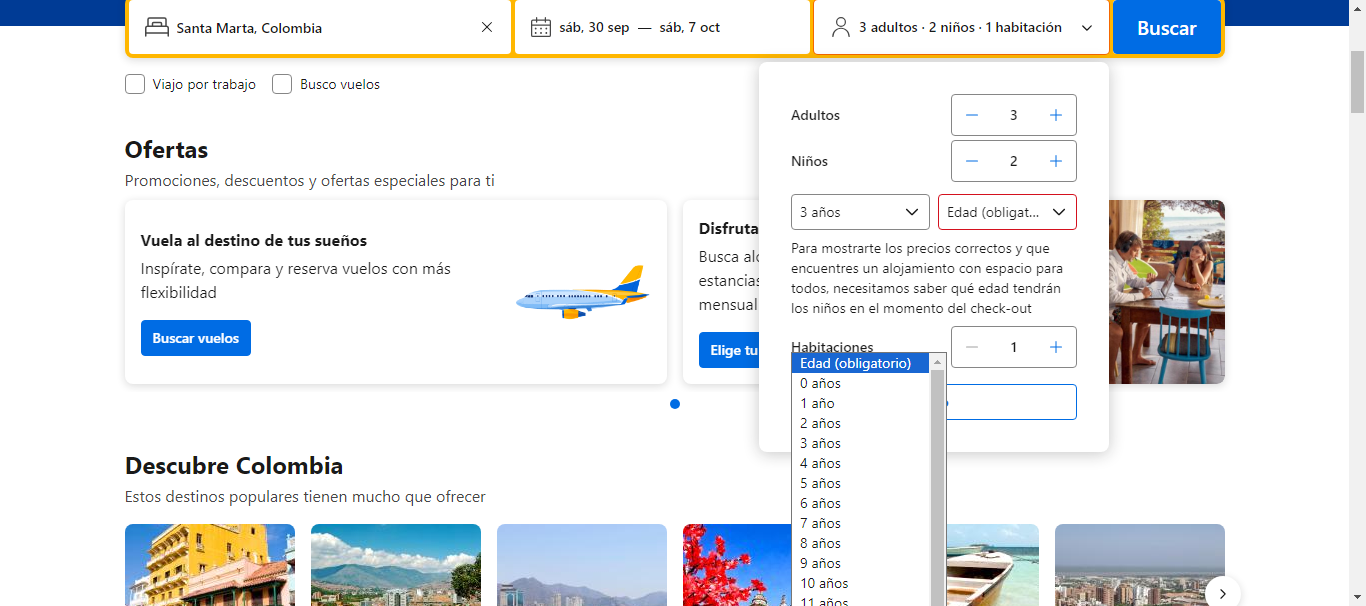 Santa Marta, Colombia
sáb, 30 sep — sáb, 7 oct
3 adultos · 2 niños · 1 habitación
Buscar
Viajo por trabajo
Busco vuelos
Ofertas
Promociones, descuentos y ofertas especiales para ti
Vuela al destino de tus sueños
Inspírate, compara y reserva vuelos con más
flexibilidad
Buscar vuelos
Disfruta
Busca
estancias
mensual
Elige tu
Adultos
3
Niños
2
3 años
Edad (obligat...
Para mostrarte los precios correctos y que
encuentres un alojamiento con espacio para
todos, necesitamos saber qué edad tendrán
los niños en el momento del check-out
Habitaciones
1
Edad (obligatorio)
0 años
1 año
2 años
3 años
4 años
5 años
6 años
7 años
8 años
9 años
10 años
11 años
Descubre Colombia
Estos destinos populares tienen mucho que ofrecer